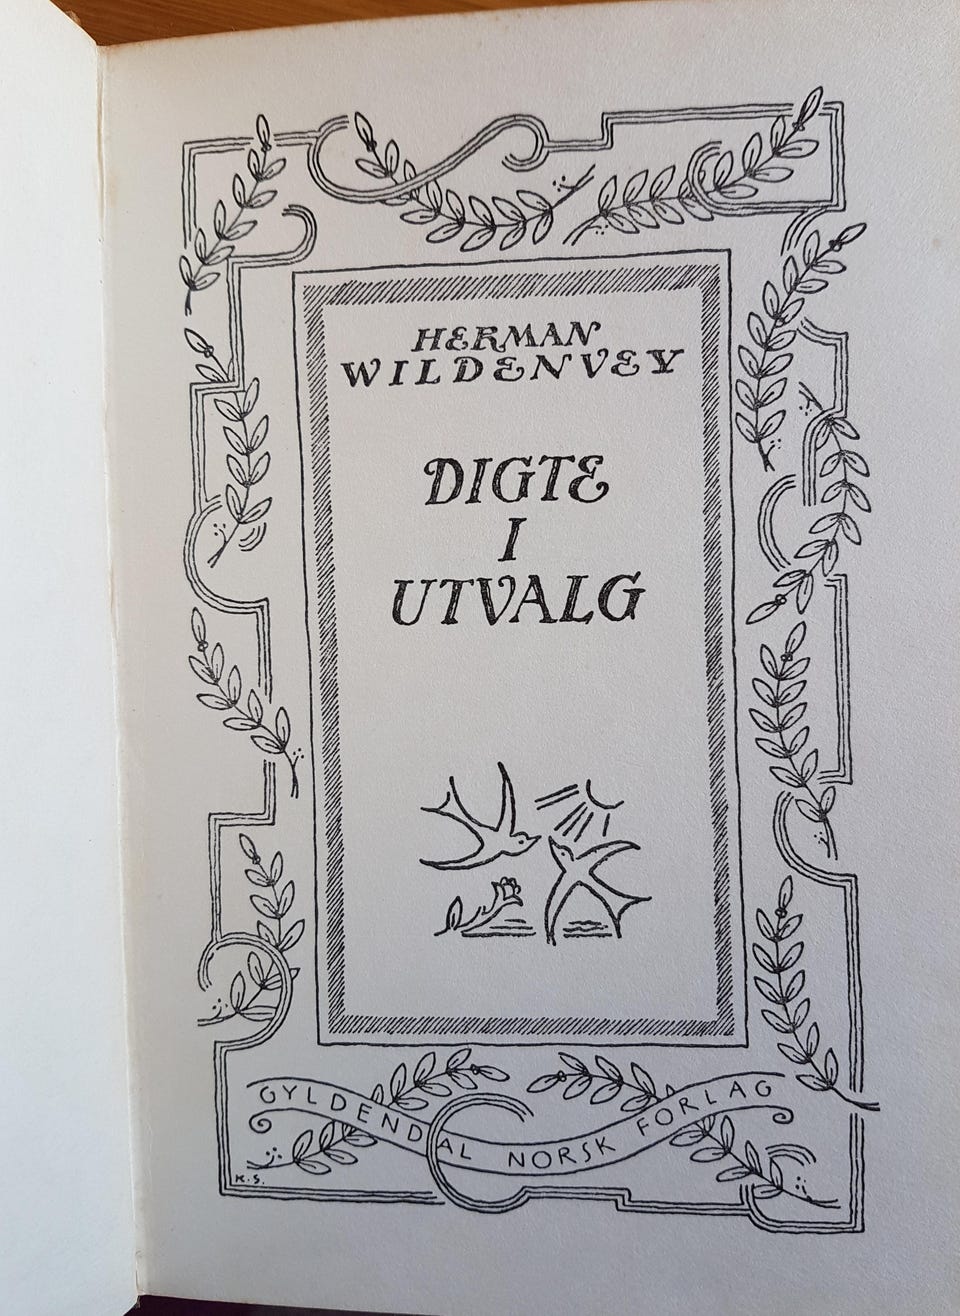 HERMAN
WILDENVEY
DIGTE
I
UTVALG
GYLDENDAL NORSK FORLAG
K.S.